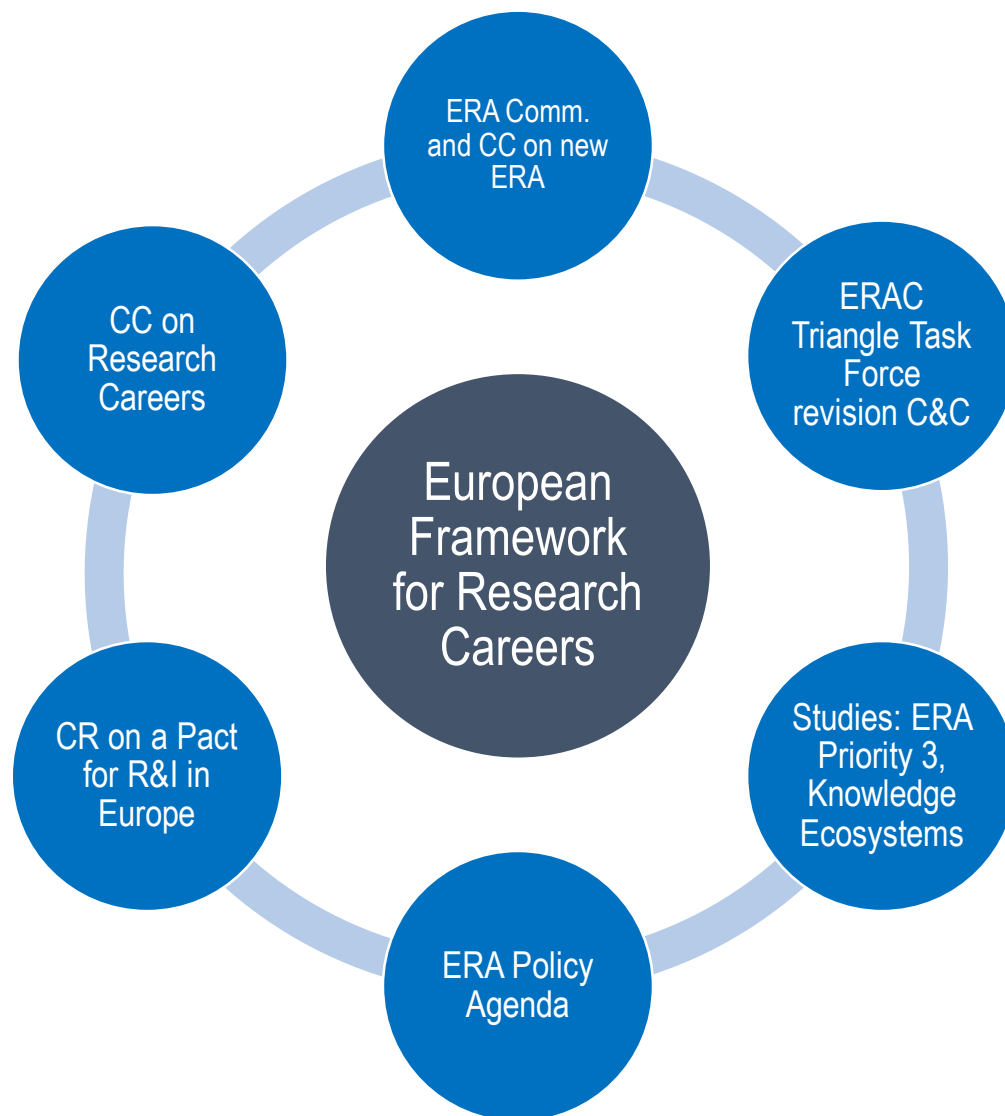 ERA Comm.
and CC on new
ERA
ERAC
Triangle Task
Force
revision C&C
Studies: ERA
Priority 3,
Knowledge
Ecosystems
ERA Policy
Agenda
CR on a Pact
for R&I in
Europe
CC on
Research
Careers
European
Framework
for Research
Careers